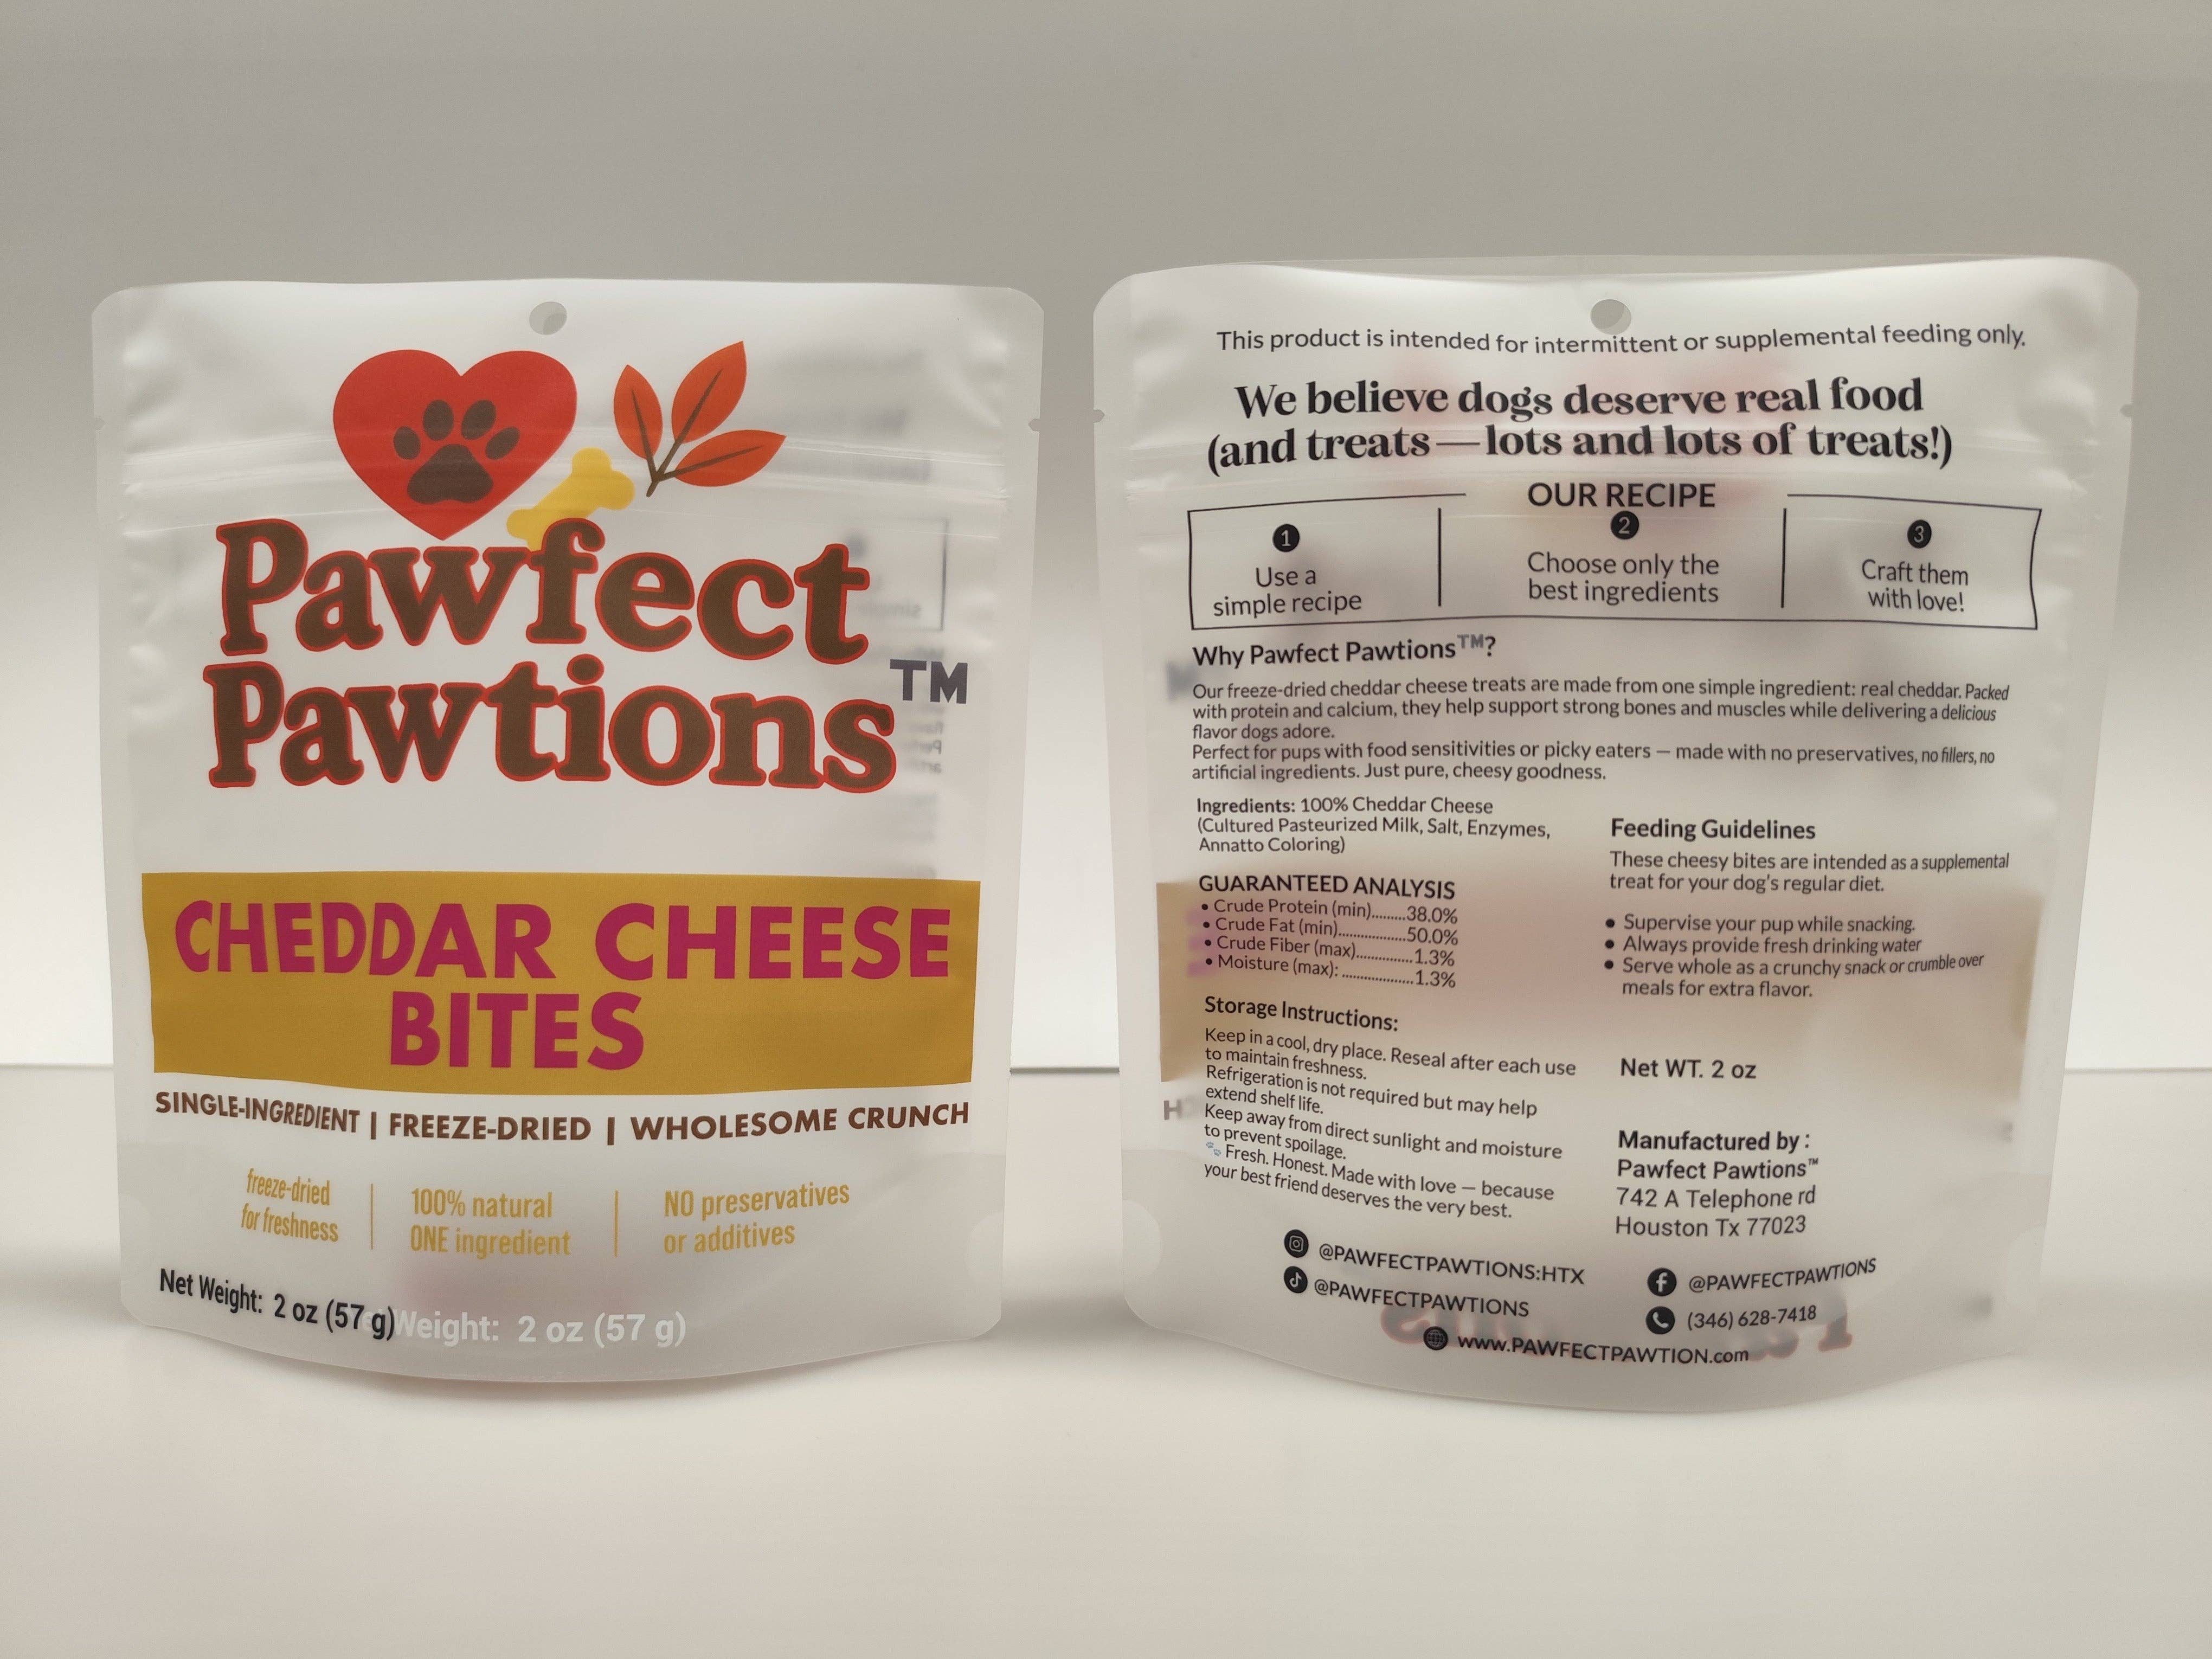 Pawfect
Pawtions™
CHEDDAR CHEESE
BITES
SINGLE-INGREDIENT | FREEZE-DRIED | WHOLESOME CRUNCH
freeze-dried
for freshness
100% natural
ONE ingredient
NO preservatives
or additives
Net Weight: 2 oz (57 g)
Weight: 2 oz (57 g)
This product is intended for intermittent or supplemental feeding only.
We believe dogs deserve real food
(and treats—lots and lots of treats!)
OUR RECIPE
1
Use a
simple recipe
2
Choose only the
best ingredients
3
Craft them
with love!
Why Pawfect Pawtions™?
Our freeze-dried cheddar cheese treats are made from one simple ingredient: real cheddar. Packed
with protein and calcium, they help support strong bones and muscles while delivering a delicious
flavor dogs adore.
Perfect for pups with food sensitivities or picky eaters — made with no preservatives, no fillers, no
artificial ingredients. Just pure, cheesy goodness.
Ingredients: 100% Cheddar Cheese
(Cultured Pasteurized Milk, Salt, Enzymes,
Annatto Coloring)
GUARANTEED ANALYSIS
• Crude Protein (min).........38.0%
• Crude Fat (min)..................50.0%
• Crude Fiber (max)...............1.3%
• Moisture (max): ...................1.3%
Storage Instructions:
Keep in a cool, dry place. Reseal after each use
to maintain freshness.
Refrigeration is not required but may help
extend shelf life.
Keep away from direct sunlight and moisture
to prevent spoilage.
🐾 Fresh. Honest. Made with love — because
your best friend deserves the very best.
Feeding Guidelines
These cheesy bites are intended as a supplemental
treat for your dog's regular diet.
• Supervise your pup while snacking.
• Always provide fresh drinking water
• Serve whole as a crunchy snack or crumble over
meals for extra flavor.
Net WT. 2 oz
Manufactured by :
Pawfect Pawtions™
742 A Telephone rd
Houston Tx 77023
@PAWFECTPAWTIONS:HTX
@PAWFECTPAWTIONS
@PAWFECTPAWTIONS
(346) 628-7418
www.PAWFECTPAWTION.com